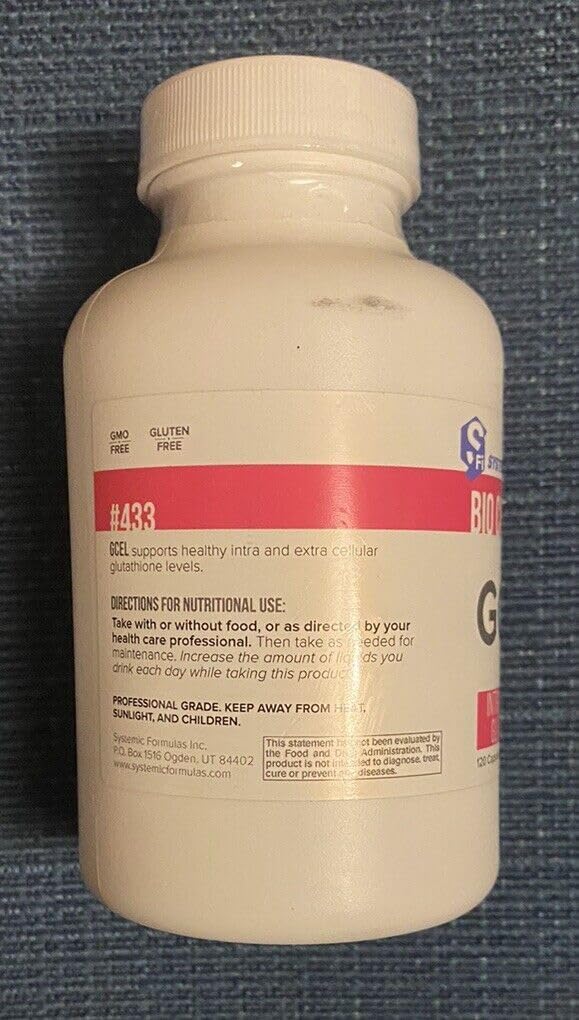 GMO
FREE
GLUTEN
FREE
#433
GCEL supports healthy intra and extra cellular
glutathione levels.
DIRECTIONS FOR NUTRITIONAL USE:
Take with or without food, or as directed by your
health care professional. Then take as needed for
maintenance. Increase the amount of liquids you
drink each day while taking this product.
PROFESSIONAL GRADE. KEEP AWAY FROM HEAT,
SUNLIGHT, AND CHILDREN.
Systemic Formulas Inc.
P.O. Box 1516 Ogden, UT 84402
www.systemicformulas.com
This statement has not been evaluated by
the Food and Drug Administration. This
product is not intended to diagnose, treat,
cure or prevent any diseases.
SFi
BIO
G
120